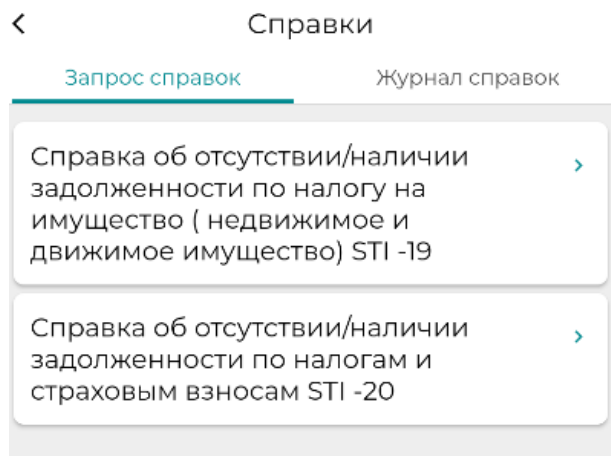 Справки
Запрос справок
Журнал справок
Справка об отсутствии/наличии
задолженности по налогу на
имущество ( недвижимое и
движимое имущество) STI -19
Справка об отсутствии/наличии
задолженности по налогам и
страховым взносам STI -20